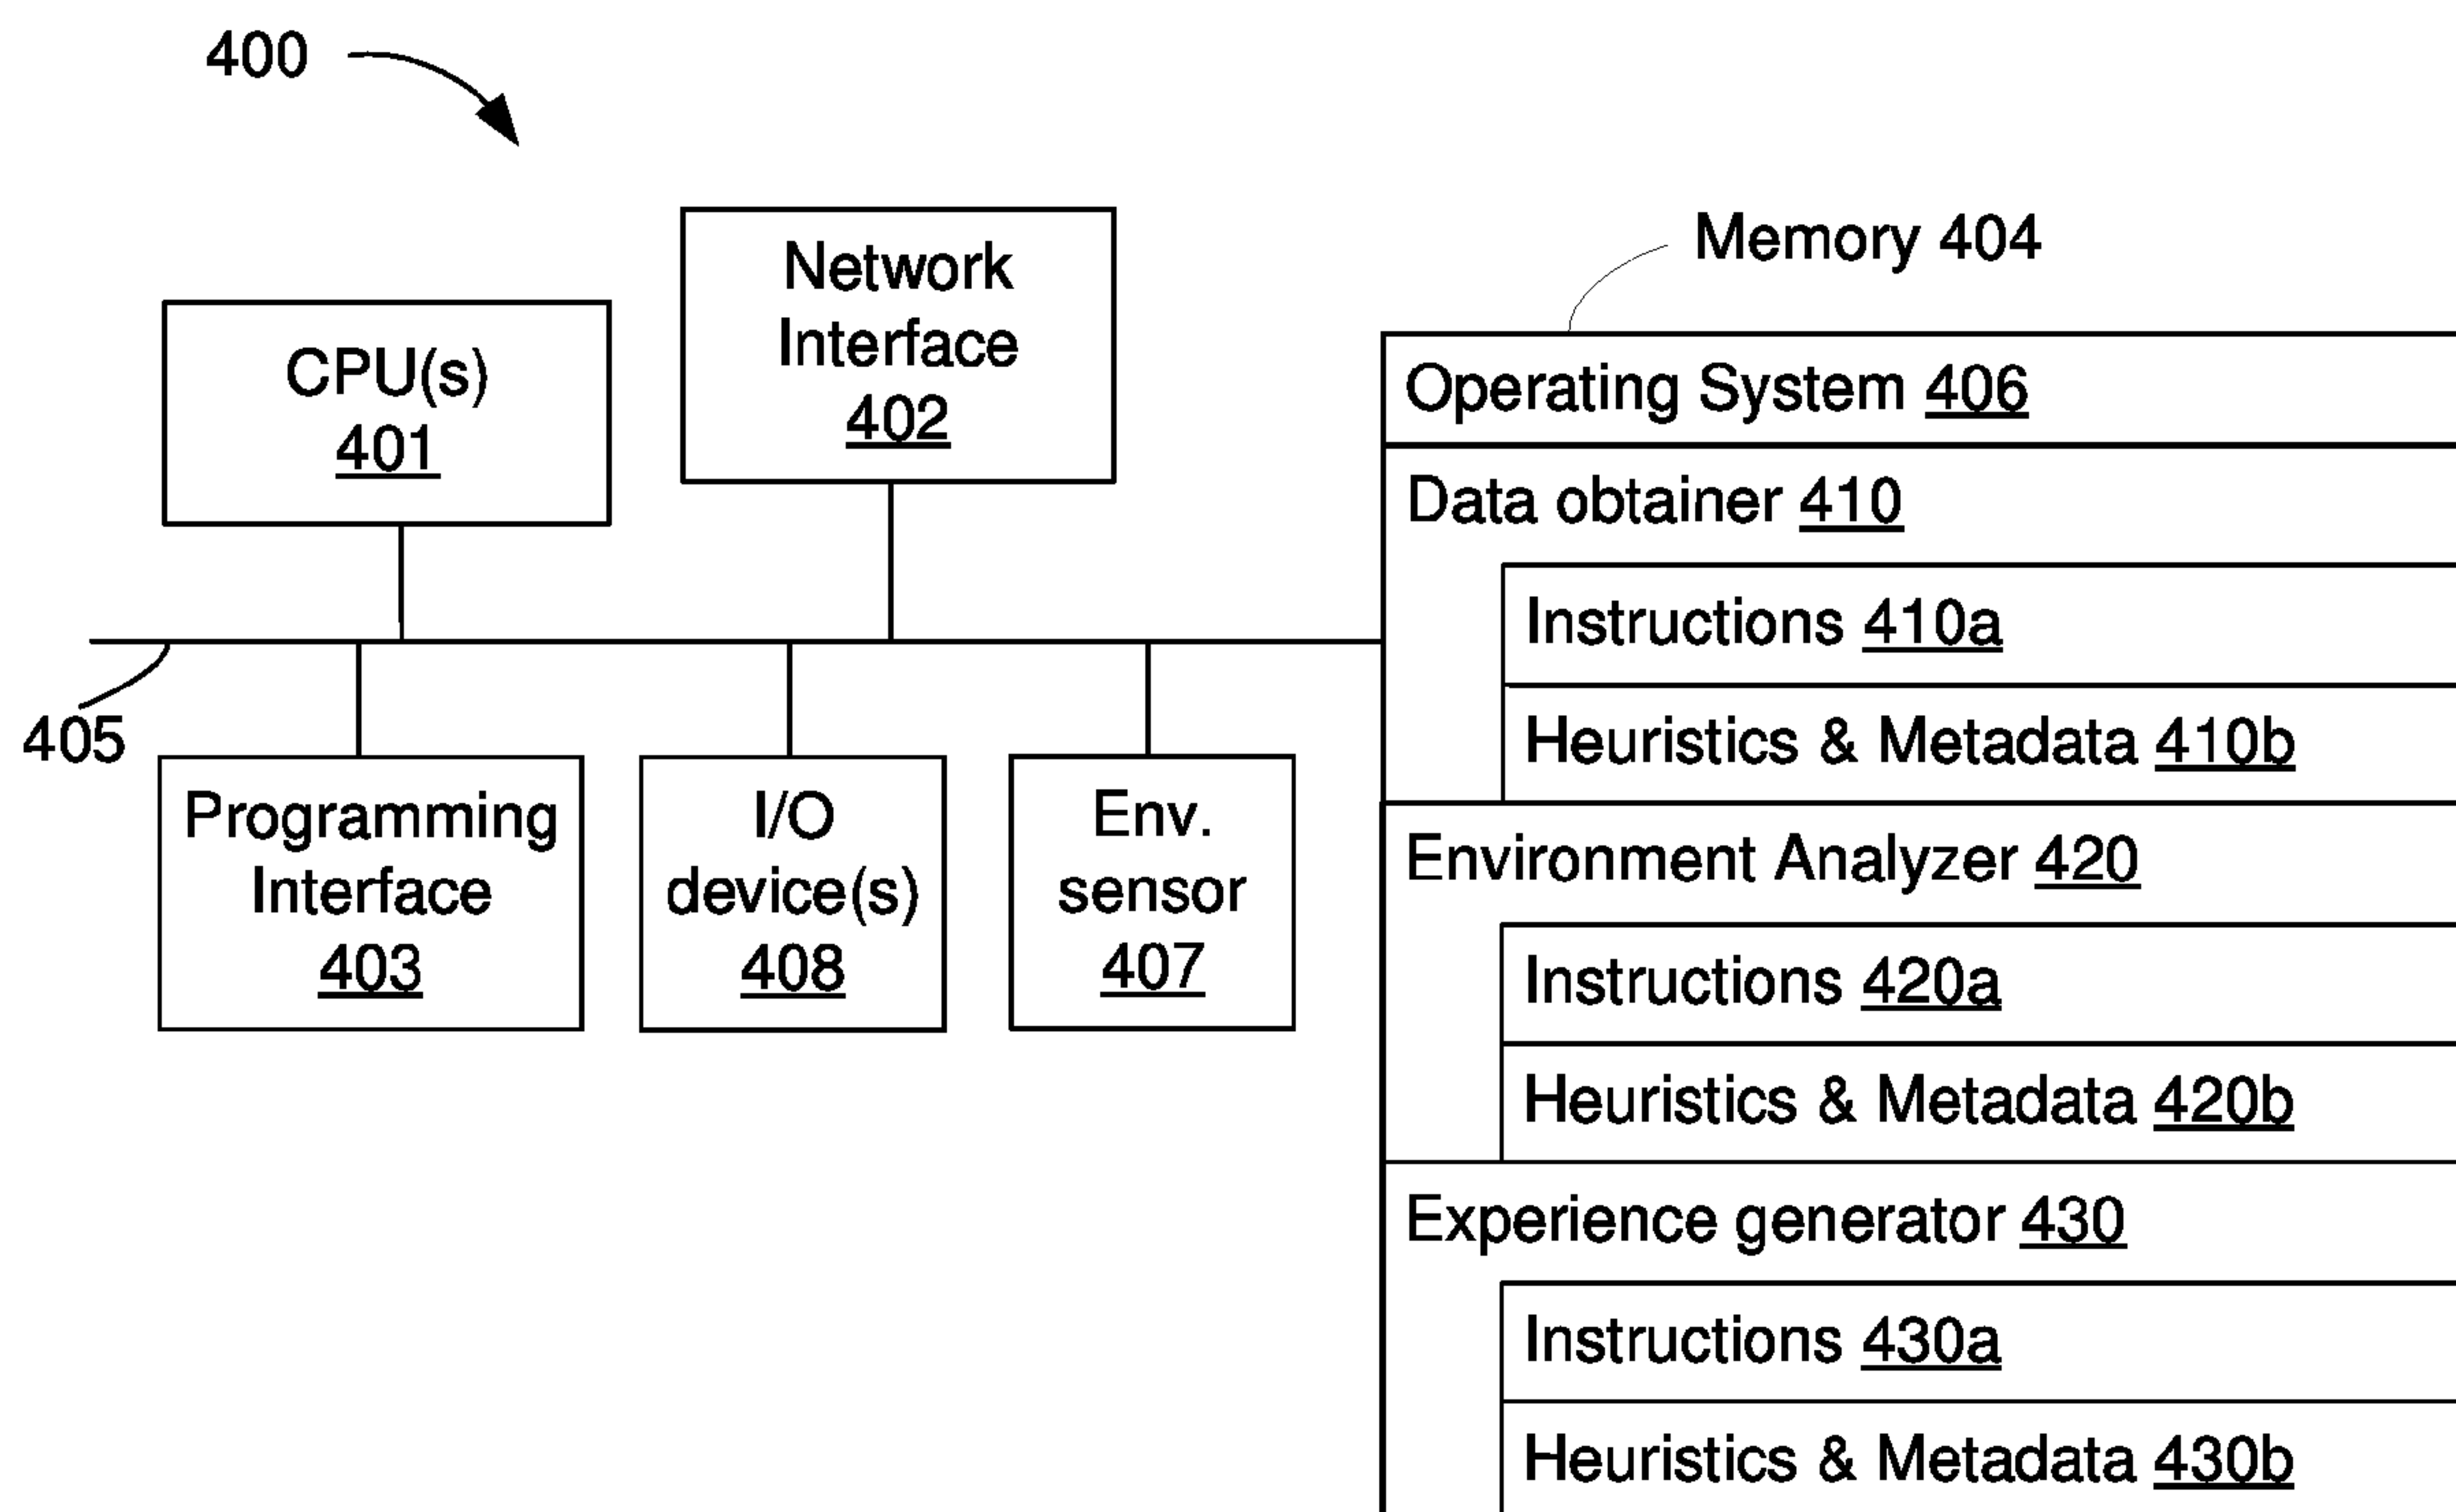 400
Network
Interface
402
CPU(s)
401
405
Programming
Interface
403
I/O
device(s)
408
Env.
sensor
407
Memory 404
Operating System 406
Data obtainer 410
Instructions 410a
Heuristics & Metadata 410b
Environment Analyzer 420
Instructions 420a
Heuristics & Metadata 420b
Experience generator 430
Instructions 430a
Heuristics & Metadata 430b